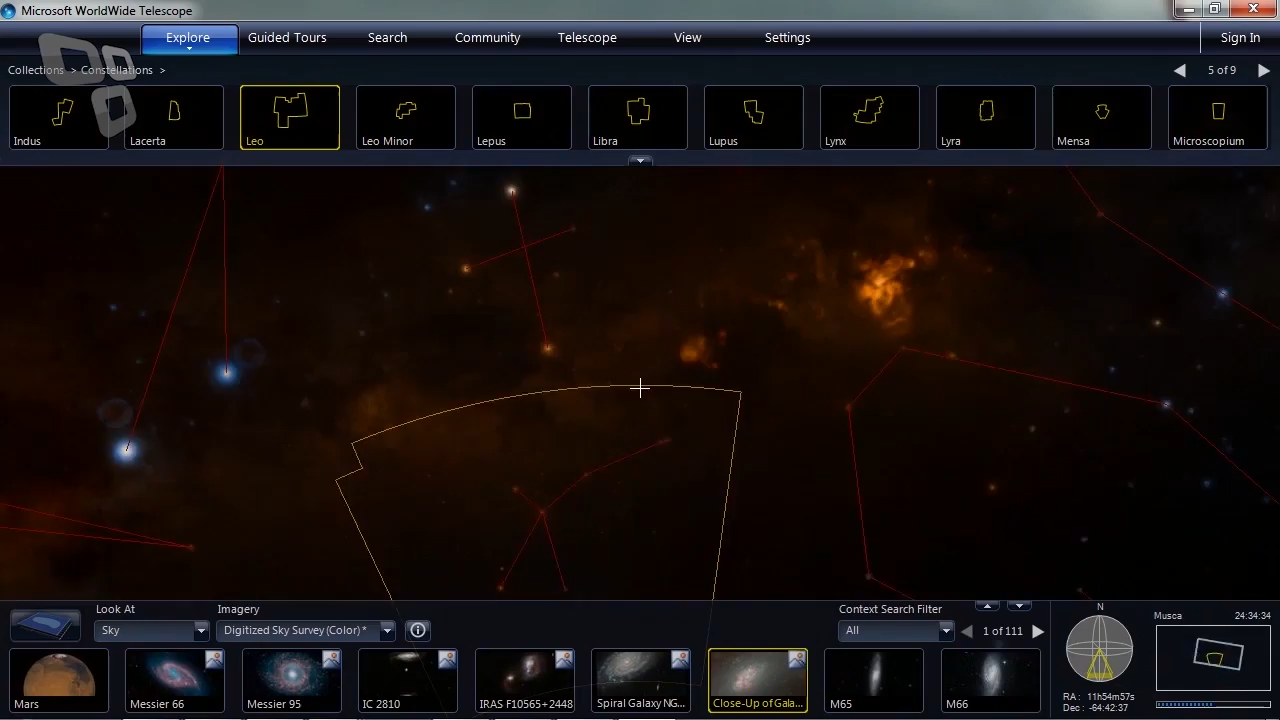 Microsoft WorldWide Telescope
Explore Guided Tours Search Community Telescope View Settings Sign In
Collections > Constellations > 5 of 9
Indus Lacerta Leo Leo Minor Lepus Libra Lupus Lynx Lyra Mensa Microscopium
Look At Imagery Context Search Filter
Sky Digitized Sky Survey (Color) * All 1 of 111
N
Musca 24:34:34
Mars Messier 66 Messier 95 IC 2810 IRAS F10565+2448 Spiral Galaxy NG... Close-Up of Gala... M65 M66
RA : 11h54m57s
Dec : -64:42:37